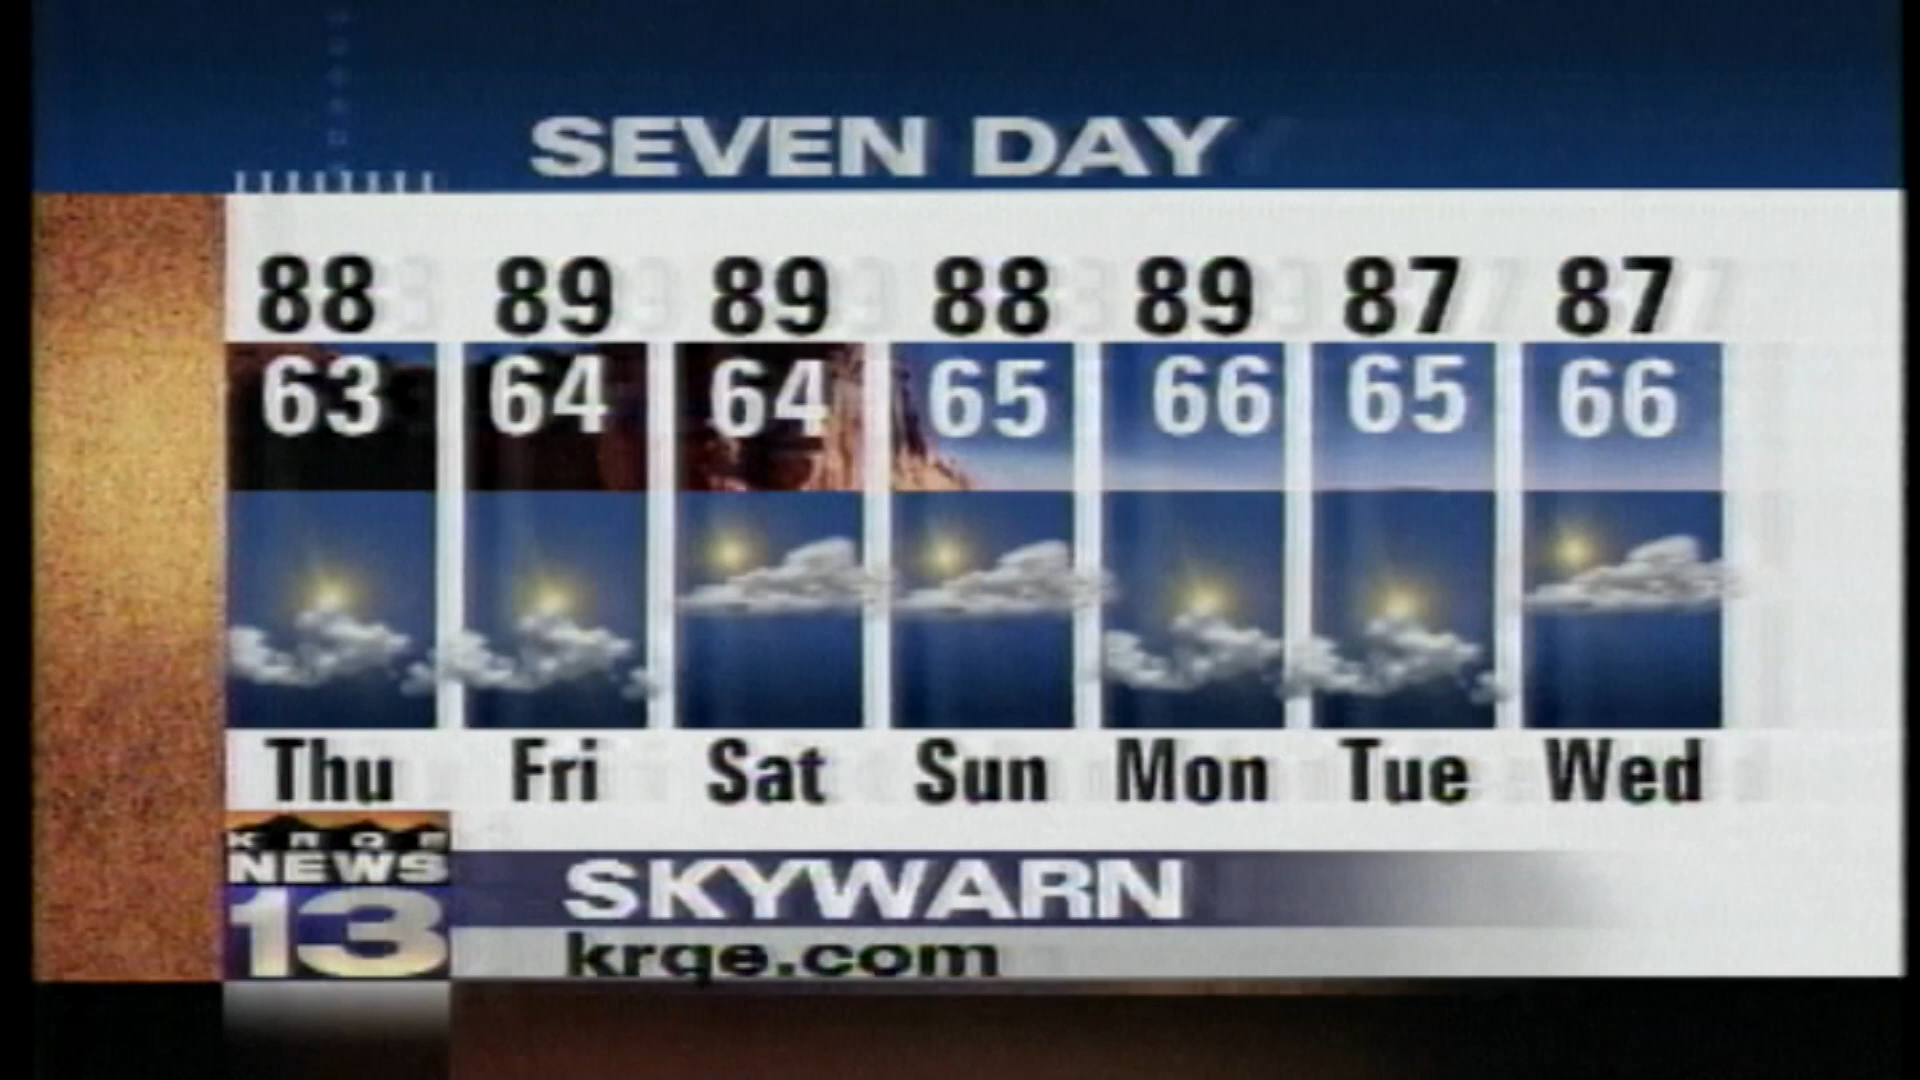 SEVEN DAY
88 89 89 88 89 87 87
63 64 64 65 66 65 66
Thu Fri Sat Sun Mon Tue Wed
KRQE
NEWS
13
SKYWARN
krqe.com